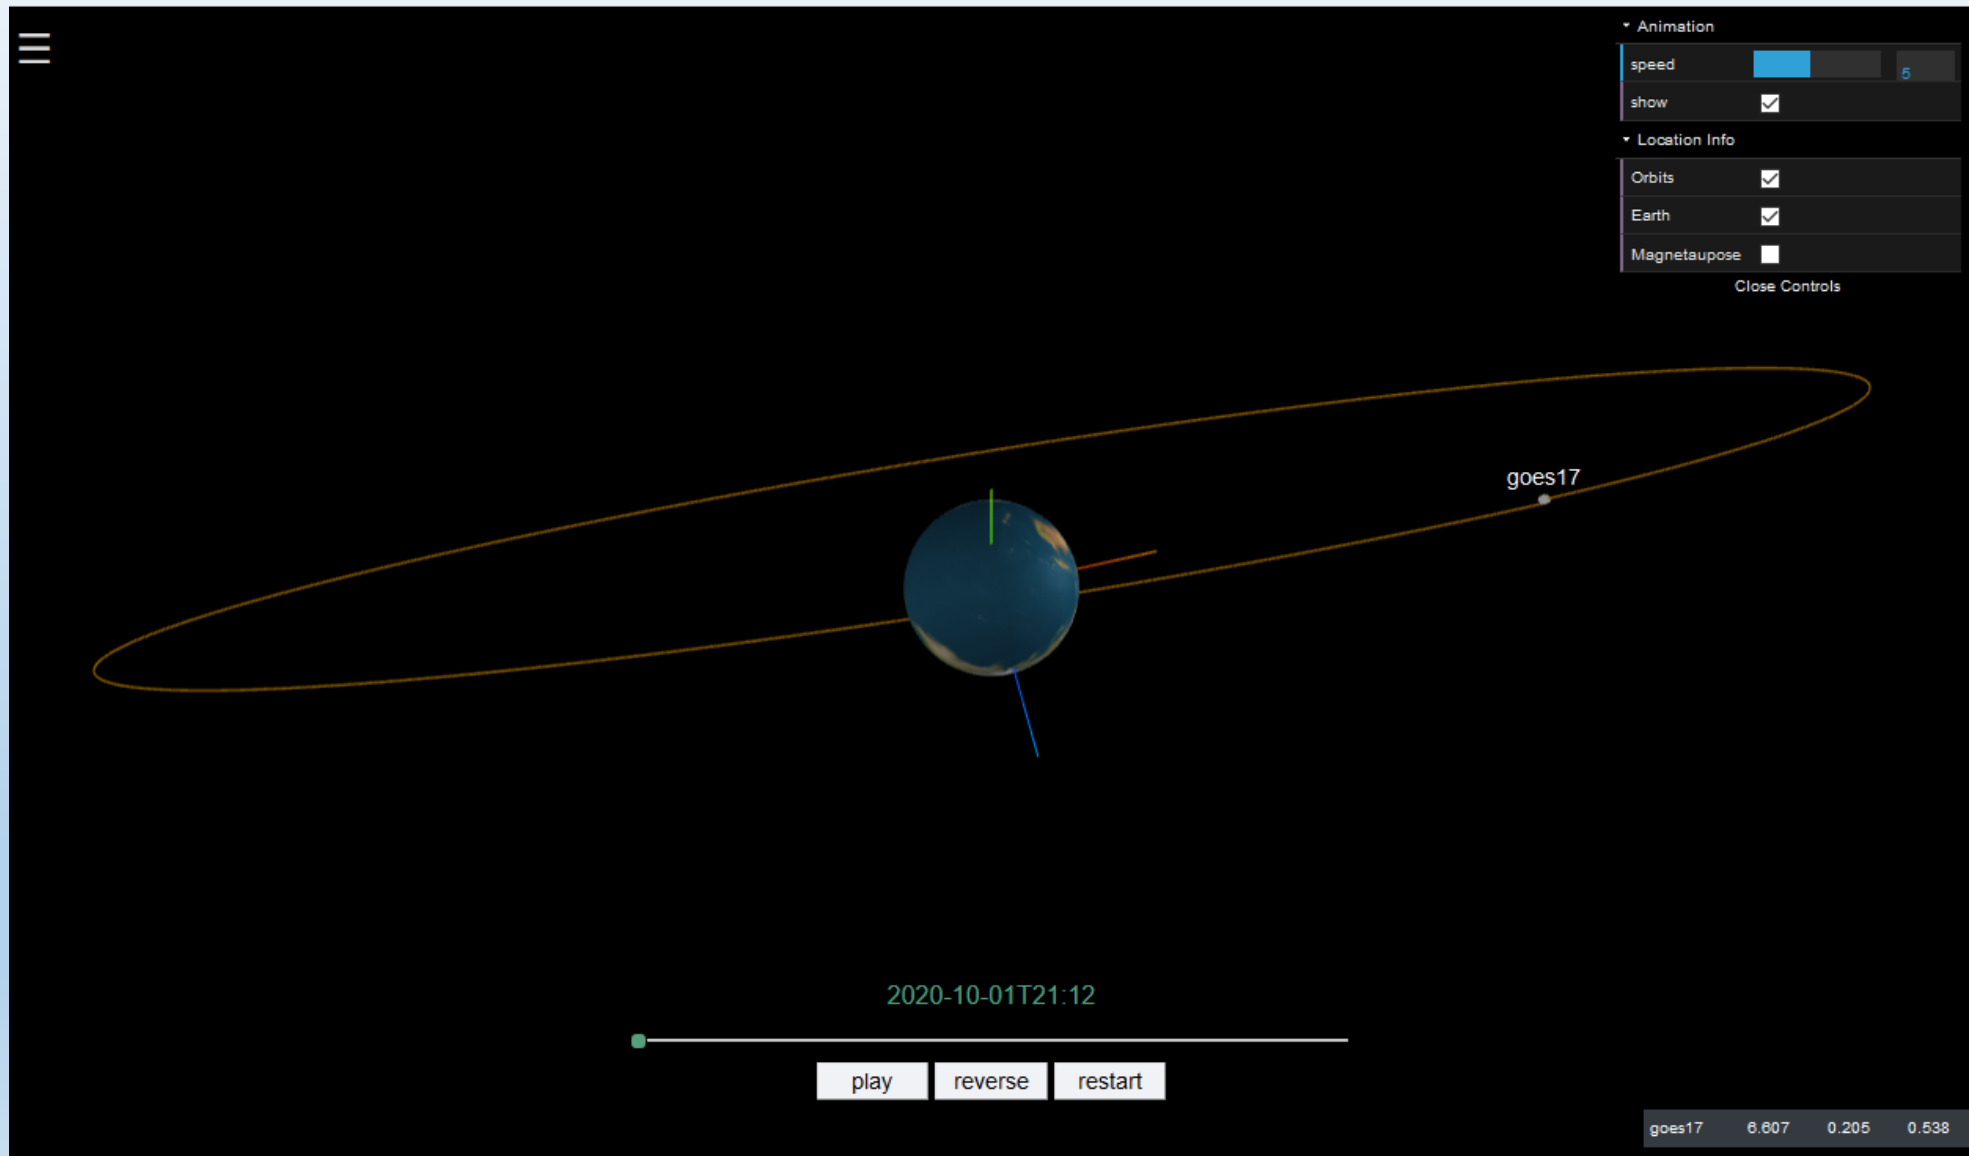 Animation
speed 5
show
Location Info
Orbits
Earth
Magnetaupose
Close Controls
goes17
2020-10-01T21:12
play reverse restart
goes17 6.607 0.205 0.538